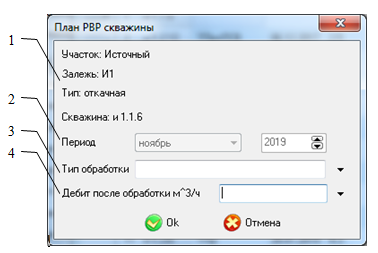 План РВР скважины
1
Участок: Источный
Залежь: И1
Тип: откачная
Скважина: и 1.1.6
2
Период ноябрь 2019
3
Тип обработки
4
Дебит после обработки м^3/ч
Ok Отмена